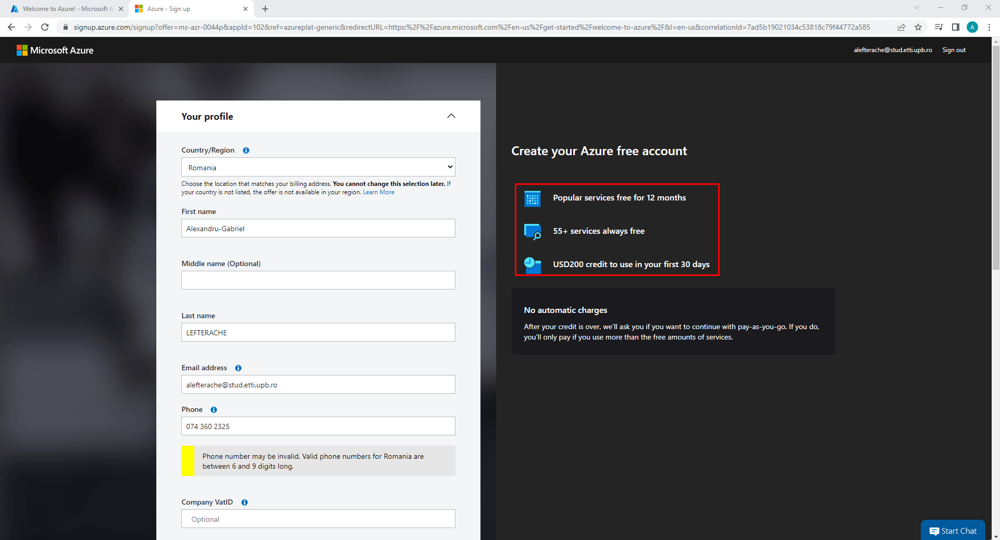 Welcome to Azure! - Microsoft A
Azure - Sign up
signup.azure.com/signup?offer=ms-azr-0044p&appId=102&ref=azureplat-generic&redirectURL=https:%2F%2Fazure.microsoft.com%2Fen-us%2Fget-started%2Fwelcome-to-azure%2F&l=en-us&correlationId=7ad5b19021034c53818c79f44772a585
A
Microsoft Azure
alefterache@stud.etti.upb.ro
Sign out
Your profile
Country/Region
Romania
Choose the location that matches your billing address. You cannot change this selection later. If
your country is not listed, the offer is not available in your region. Learn More
First name
Alexandru-Gabriel
Middle name (Optional)
Last name
LEFTERACHE
Email address
alefterache@stud.etti.upb.ro
Phone
074 360 2325
Phone number may be invalid. Valid phone numbers for Romania are
between 6 and 9 digits long.
Company VatID
Optional
Create your Azure free account
Popular services free for 12 months
55+ services always free
USD200 credit to use in your first 30 days
No automatic charges
After your credit is over, we’ll ask you if you want to continue with pay-as-you-go. If you do,
you’ll only pay if you use more than the free amounts of services.
Start Chat